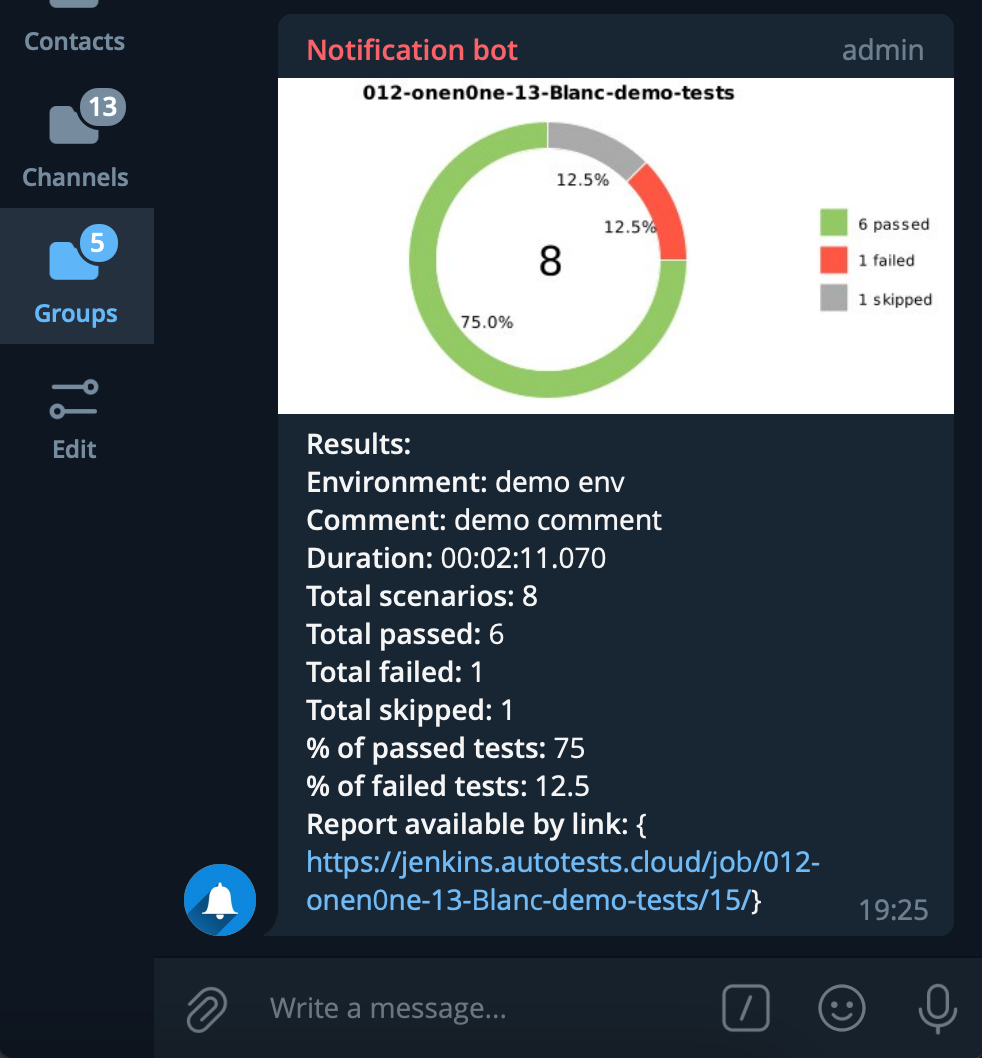 Contacts
13
Channels
5
Groups
Edit
Notification bot admin
012-onen0ne-13-Blanc-demo-tests
12.5%
12.5%
8
75.0%
6 passed
1 failed
1 skipped
Results:
Environment: demo env
Comment: demo comment
Duration: 00:02:11.070
Total scenarios: 8
Total passed: 6
Total failed: 1
Total skipped: 1
% of passed tests: 75
% of failed tests: 12.5
Report available by link: {
https://jenkins.autotests.cloud/job/012-
onen0ne-13-Blanc-demo-tests/15/}
19:25
Write a message...